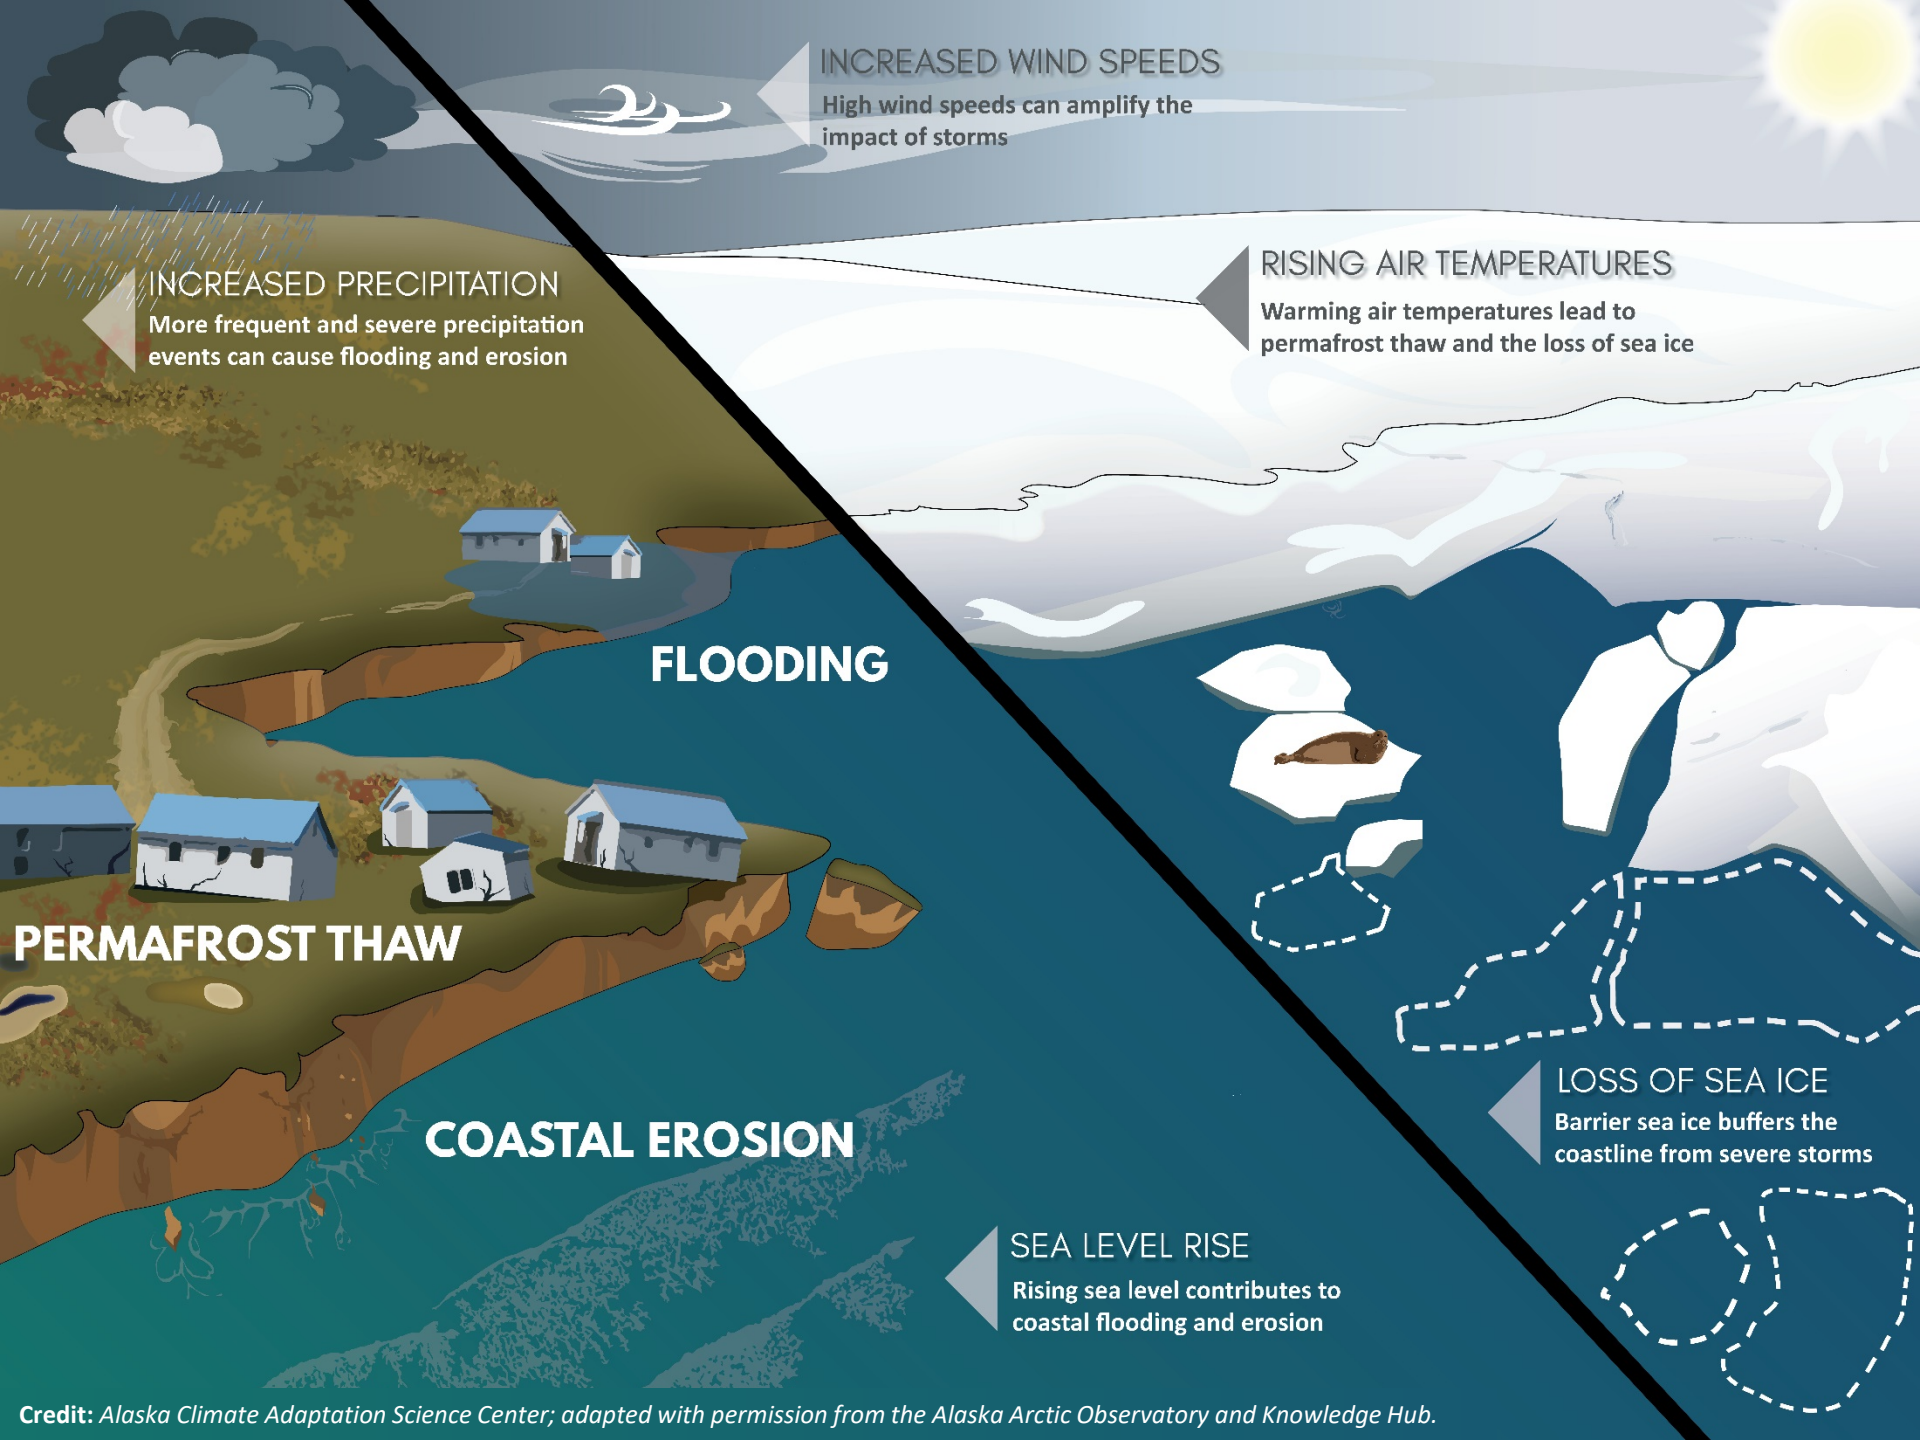 INCREASED WIND SPEEDS
High wind speeds can amplify the
impact of storms
RISING AIR TEMPERATURES
Warming air temperatures lead to
permafrost thaw and the loss of sea ice
INCREASED PRECIPITATION
More frequent and severe precipitation
events can cause flooding and erosion
FLOODING
PERMAFROST THAW
COASTAL EROSION
LOSS OF SEA ICE
Barrier sea ice buffers the
coastline from severe storms
SEA LEVEL RISE
Rising sea level contributes to
coastal flooding and erosion
Credit: Alaska Climate Adaptation Science Center; adapted with permission from the Alaska Arctic Observatory and Knowledge Hub.